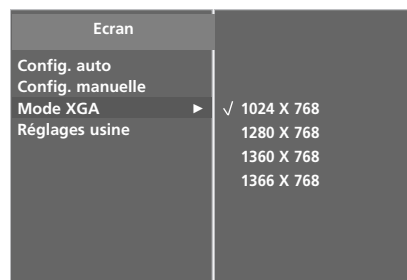 Ecran
Config. auto
Config. manuelle
Mode XGA ►
Réglages usine
√ 1024 X 768
1280 X 768
1360 X 768
1366 X 768